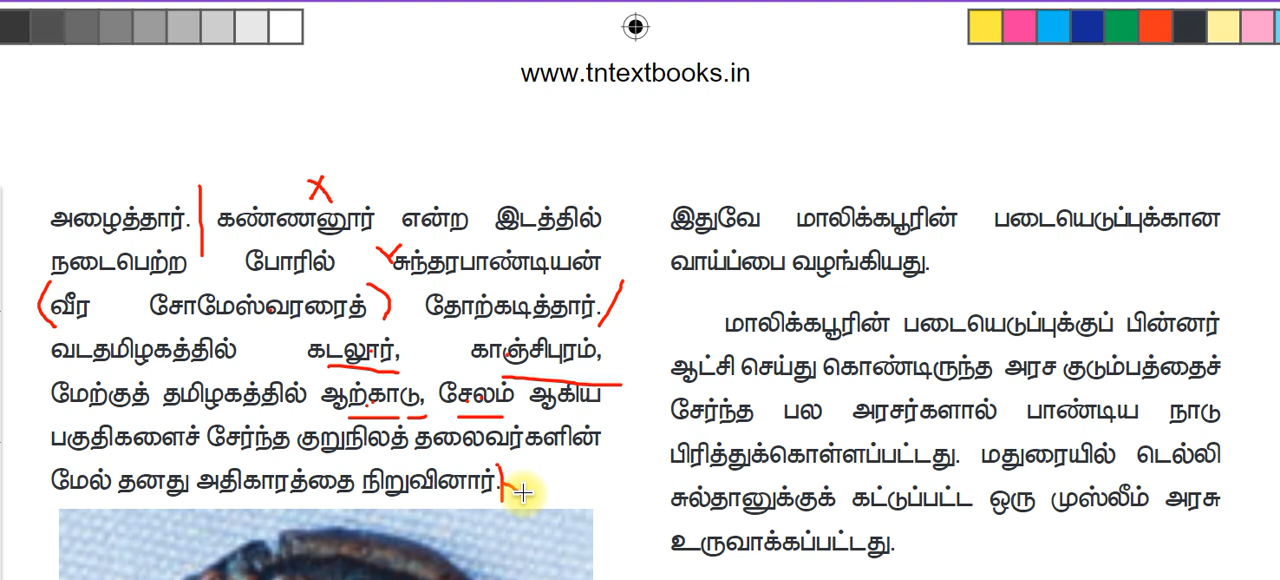 www.tntextbooks.in
அழைத்தார். கண்ணனூர் என்ற இடத்தில்
நடைபெற்ற போரில் சுந்தரபாண்டியன்
வீர சோமேஸ்வரரைத் தோற்கடித்தார்.
வடதமிழகத்தில் கடலூர், காஞ்சிபுரம்,
மேற்குத் தமிழகத்தில் ஆற்காடு, சேலம் ஆகிய
பகுதிகளைச் சேர்ந்த குறுநிலத் தலைவர்களின்
மேல் தனது அதிகாரத்தை நிறுவினார்.
இதுவே மாலிக்கபூரின் படையெடுப்புக்கான
வாய்ப்பை வழங்கியது.
மாலிக்கபூரின் படையெடுப்புக்குப் பின்னர்
ஆட்சி செய்து கொண்டிருந்த அரச குடும்பத்தைச்
சேர்ந்த பல அரசர்களால் பாண்டிய நாடு
பிரித்துக்கொள்ளப்பட்டது. மதுரையில் டெல்லி
சுல்தானுக்குக் கட்டுப்பட்ட ஒரு முஸ்லீம் அரசு
உருவாக்கப்பட்டது.